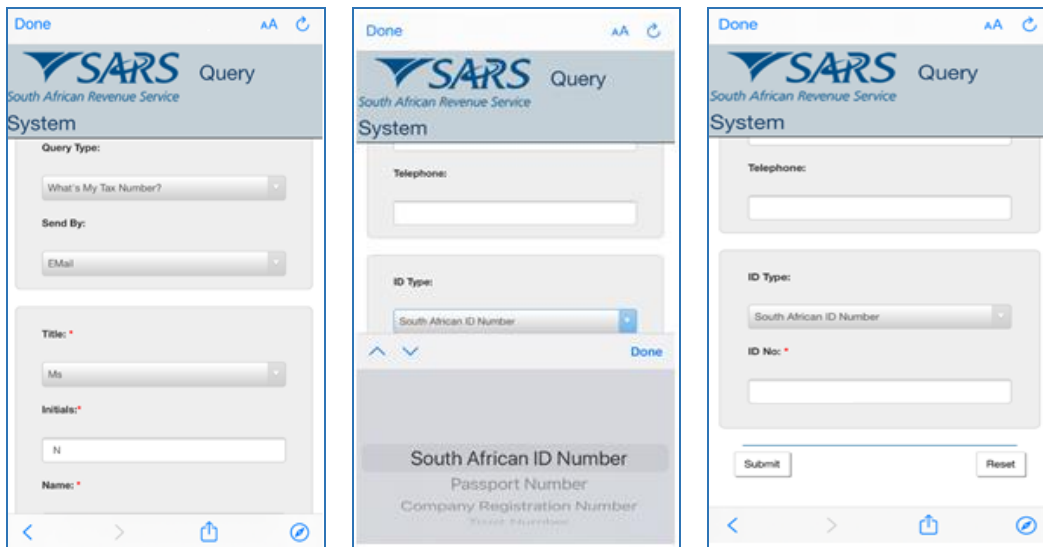 Done AA
SARS Query
South African Revenue Service
System
Query Type:
What's My Tax Number?
Send By:
EMail
Title: *
Ms
Initials:*
N
Name: *
Done AA
SARS Query
South African Revenue Service
System
Telephone:
ID Type:
South African ID Number
Done
South African ID Number
Passport Number
Company Registration Number
Trust Number
Done AA
SARS Query
South African Revenue Service
System
Telephone:
ID Type:
South African ID Number
ID No: *
Submit Reset